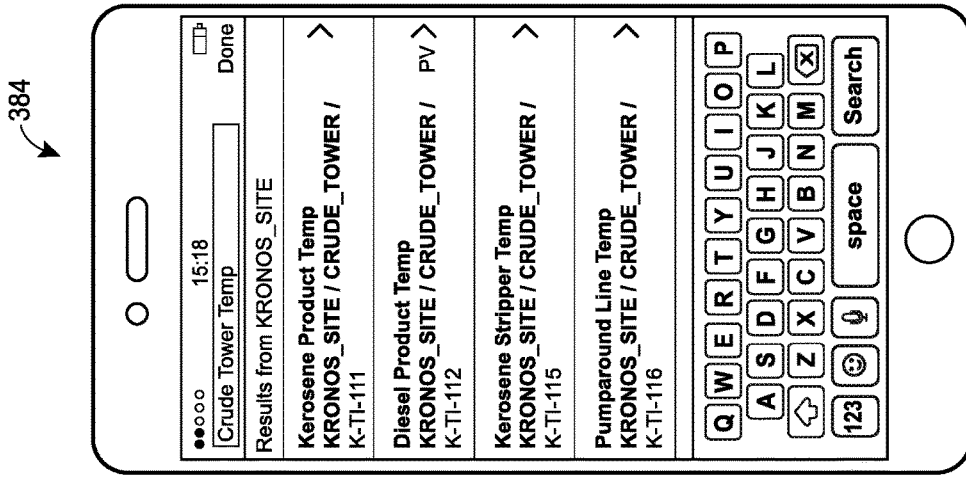 384
15:18
Crude Tower Temp Done
Results from KRONOS_SITE
Kerosene Product Temp
KRONOS_SITE / CRUDE_TOWER /
K-TI-111
Diesel Product Temp
KRONOS_SITE / CRUDE_TOWER / PV
K-TI-112
Kerosene Stripper Temp
KRONOS_SITE / CRUDE_TOWER /
K-TI-115
Pumparound Line Temp
KRONOS_SITE / CRUDE_TOWER /
K-TI-116
Q W E R T Y U I O P
A S D F G H J K L
Z X C V B N M
123 space Search